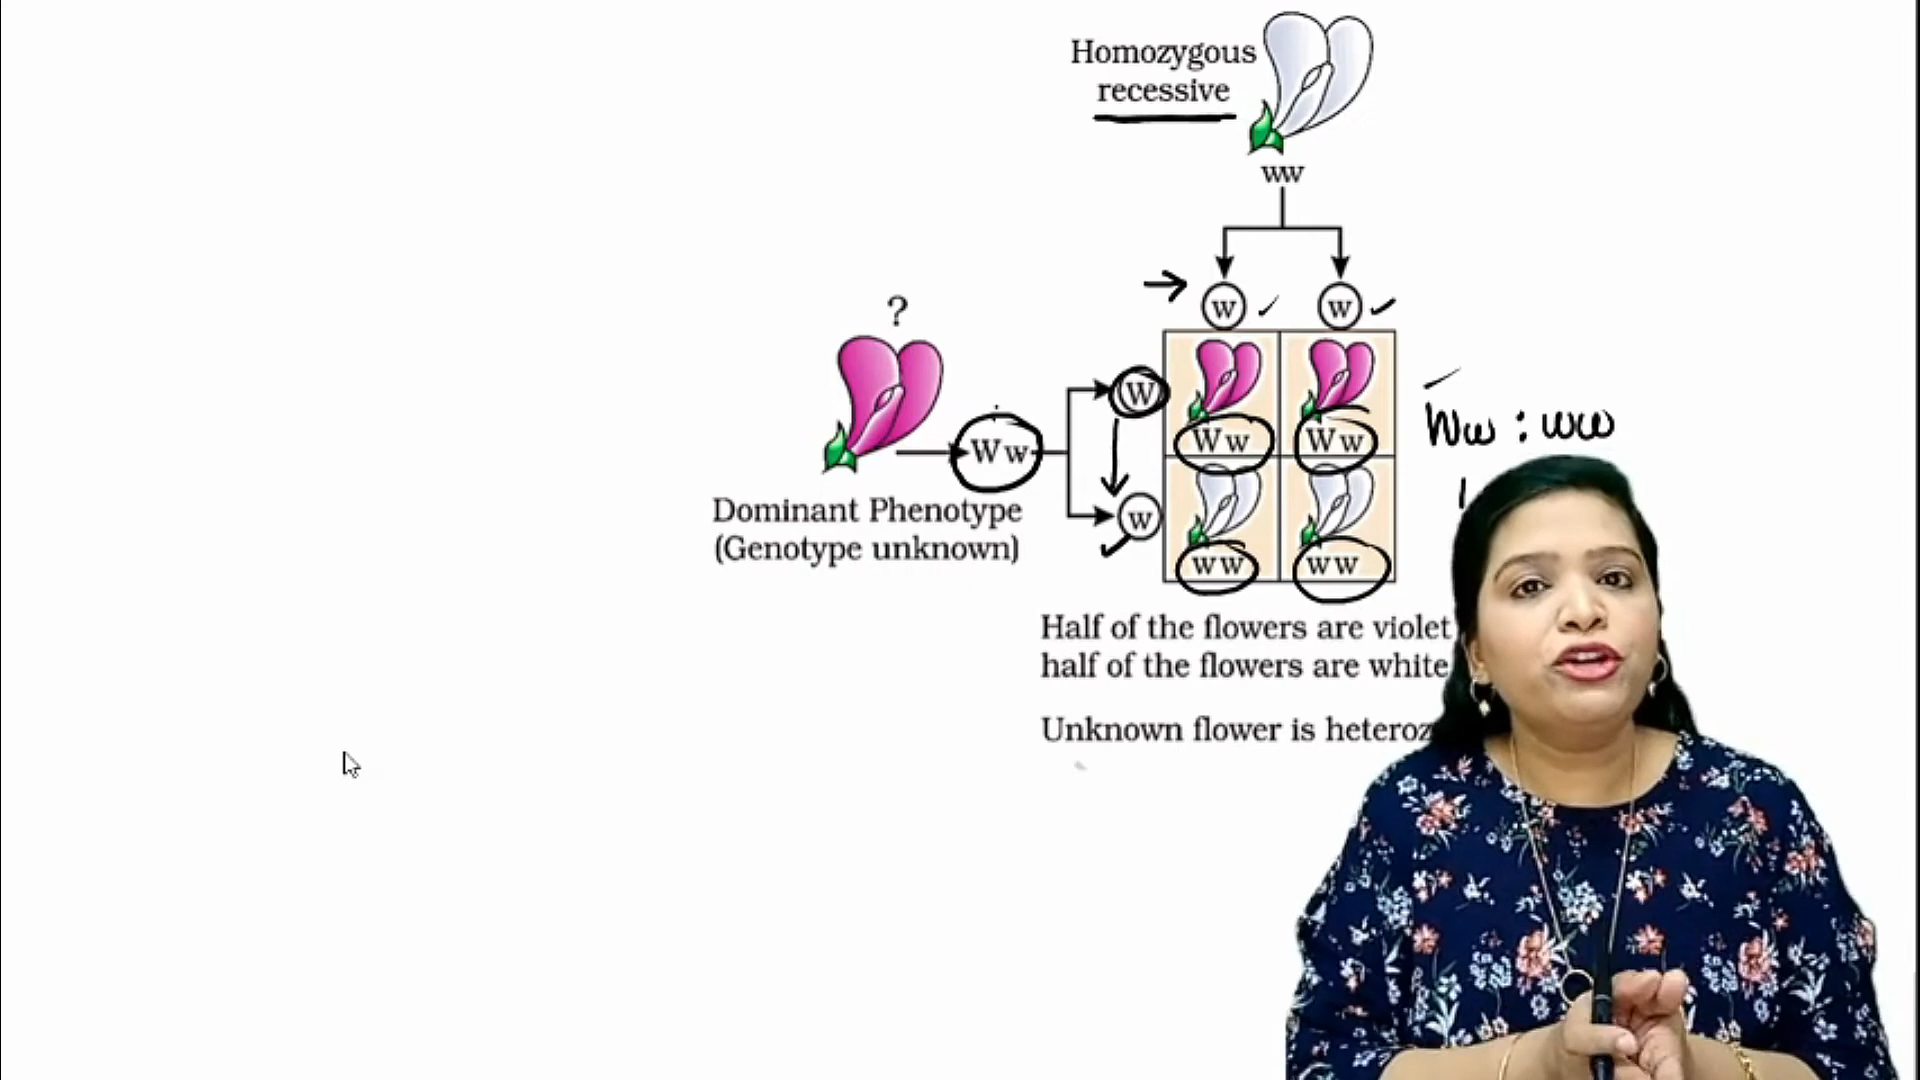 Homozygous
recessive
ww
w w
?
W
Ww
Dominant Phenotype
(Genotype unknown)
w
Ww Ww
ww ww
Ww : ww
Half of the flowers are violet
half of the flowers are white
Unknown flower is